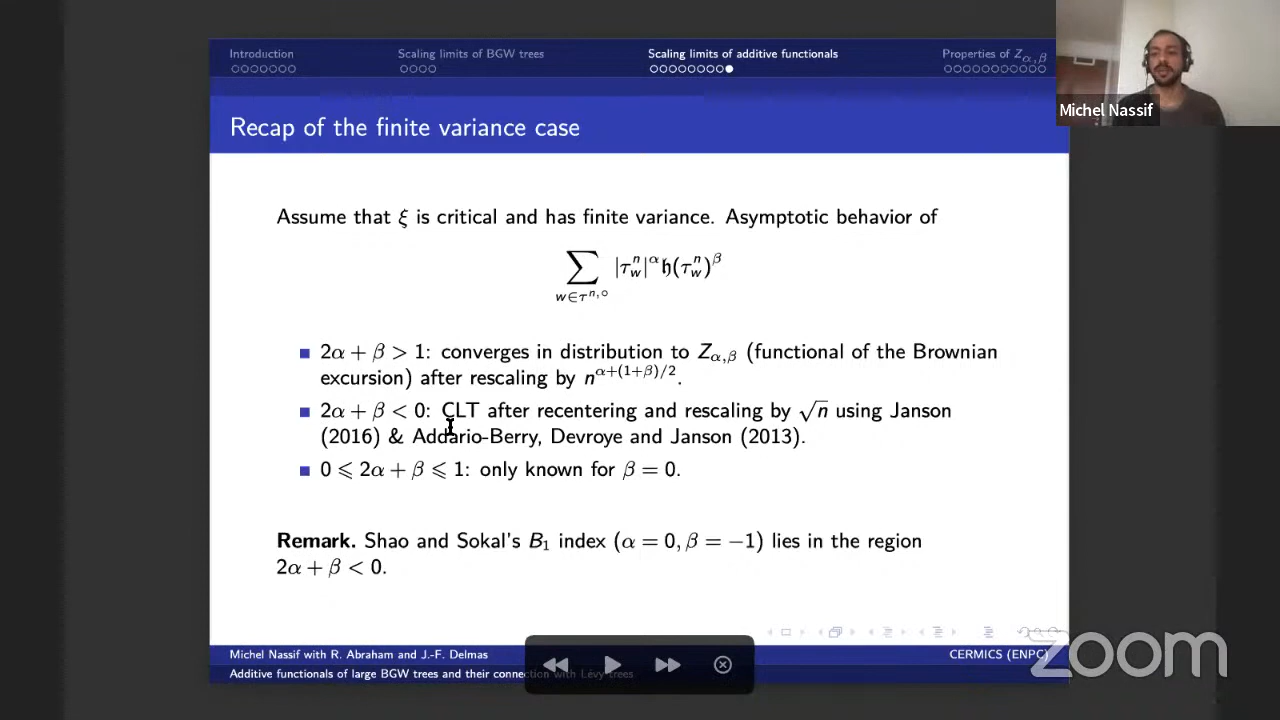 Introduction
Scaling limits of BGW trees
Scaling limits of additive functionals
Properties of Z_{α,β}
Michel Nassif
Recap of the finite variance case
Assume that ξ is critical and has finite variance. Asymptotic behavior of
∑_{w∈τ^{n,∘}} |τ_w^n|^α 𝔥(τ_w^n)^β
2α + β > 1: converges in distribution to Z_{α,β} (functional of the Brownian
excursion) after rescaling by n^{α+(1+β)/2}.
2α + β < 0: CLT after recentering and rescaling by √n using Janson
(2016) & Addario-Berry, Devroye and Janson (2013).
0 ⩽ 2α + β ⩽ 1: only known for β = 0.
Remark. Shao and Sokal's B₁ index (α = 0, β = −1) lies in the region
2α + β < 0.
Michel Nassif with R. Abraham and J.-F. Delmas
CERMICS (ENPC)
Additive functionals of large BGW trees and their connection with Lévy trees
zoom